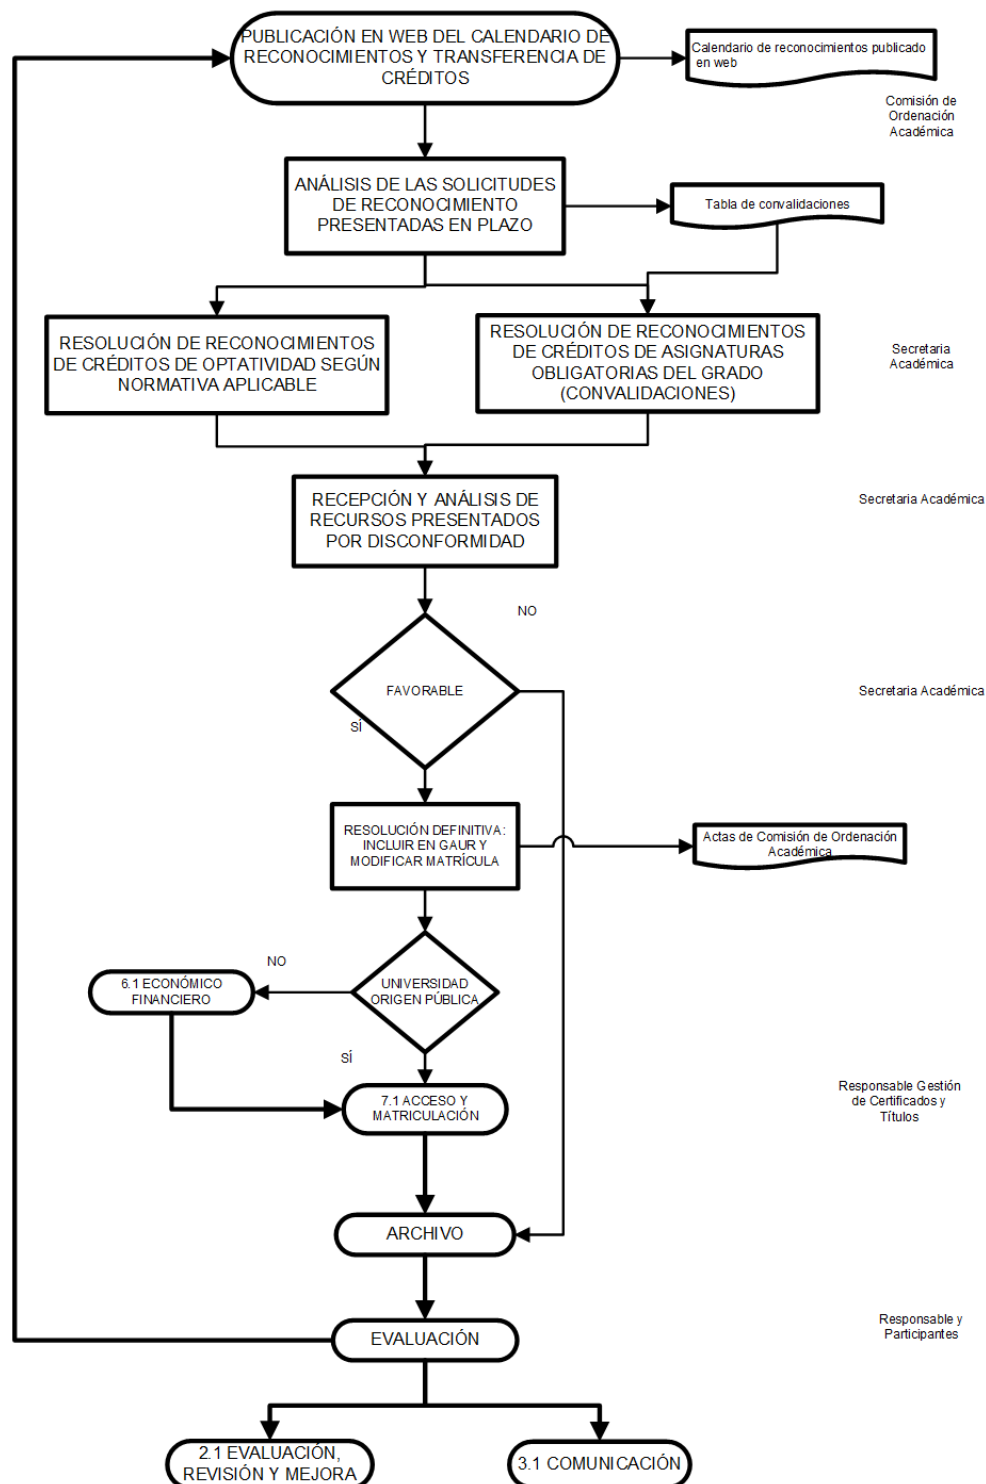 PUBLICACIÓN EN WEB DEL CALENDARIO DE
RECONOCIMIENTOS Y TRANSFERENCIA DE
CRÉDITOS
Calendario de reconocimientos publicado
en web
Comisión de
Ordenación
Académica
ANÁLISIS DE LAS SOLICITUDES
DE RECONOCIMIENTO
PRESENTADAS EN PLAZO
Tabla de convalidaciones
RESOLUCIÓN DE RECONOCIMIENTOS
DE CRÉDITOS DE OPTATIVIDAD SEGÚN
NORMATIVA APLICABLE
RESOLUCIÓN DE RECONOCIMIENTOS
DE CRÉDITOS DE ASIGNATURAS
OBLIGATORIAS DEL GRADO
(CONVALIDACIONES)
Secretaria
Académica
RECEPCIÓN Y ANÁLISIS DE
RECURSOS PRESENTADOS
POR DISCONFORMIDAD
Secretaria Académica
NO
FAVORABLE
Secretaria Académica
SÍ
RESOLUCIÓN DEFINITIVA:
INCLUIR EN GAUR Y
MODIFICAR MATRÍCULA
Actas de Comisión de Ordenación
Académica
NO
6.1 ECONÓMICO
FINANCIERO
UNIVERSIDAD
ORIGEN PÚBLICA
SÍ
7.1 ACCESO Y
MATRICULACIÓN
Responsable Gestión
de Certificados y
Títulos
ARCHIVO
EVALUACIÓN
Responsable y
Participantes
2.1 EVALUACIÓN,
REVISIÓN Y MEJORA
3.1 COMUNICACIÓN